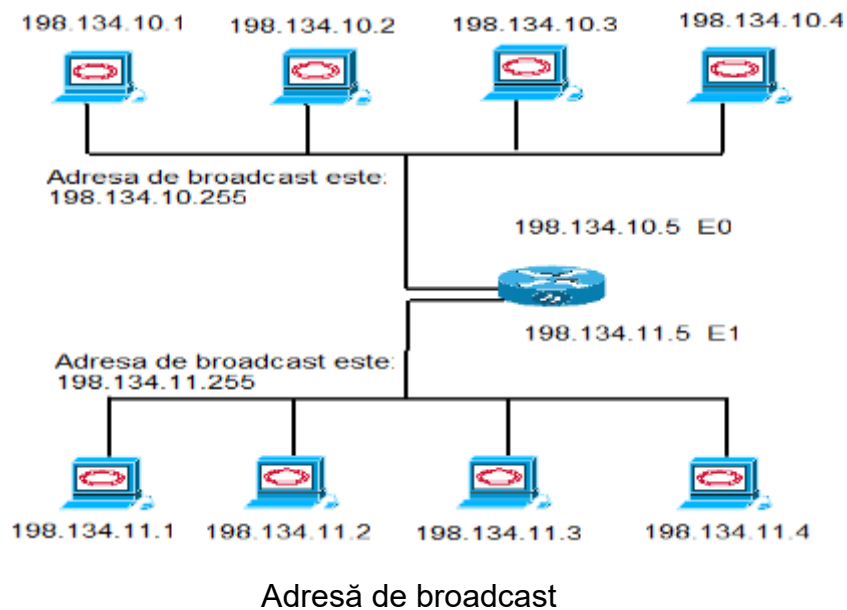 198.134.10.1 198.134.10.2 198.134.10.3 198.134.10.4
Adresa de broadcast este:
198.134.10.255
198.134.10.5 E0
198.134.11.5 E1
Adresa de broadcast este:
198.134.11.255
198.134.11.1 198.134.11.2 198.134.11.3 198.134.11.4
Adresă de broadcast